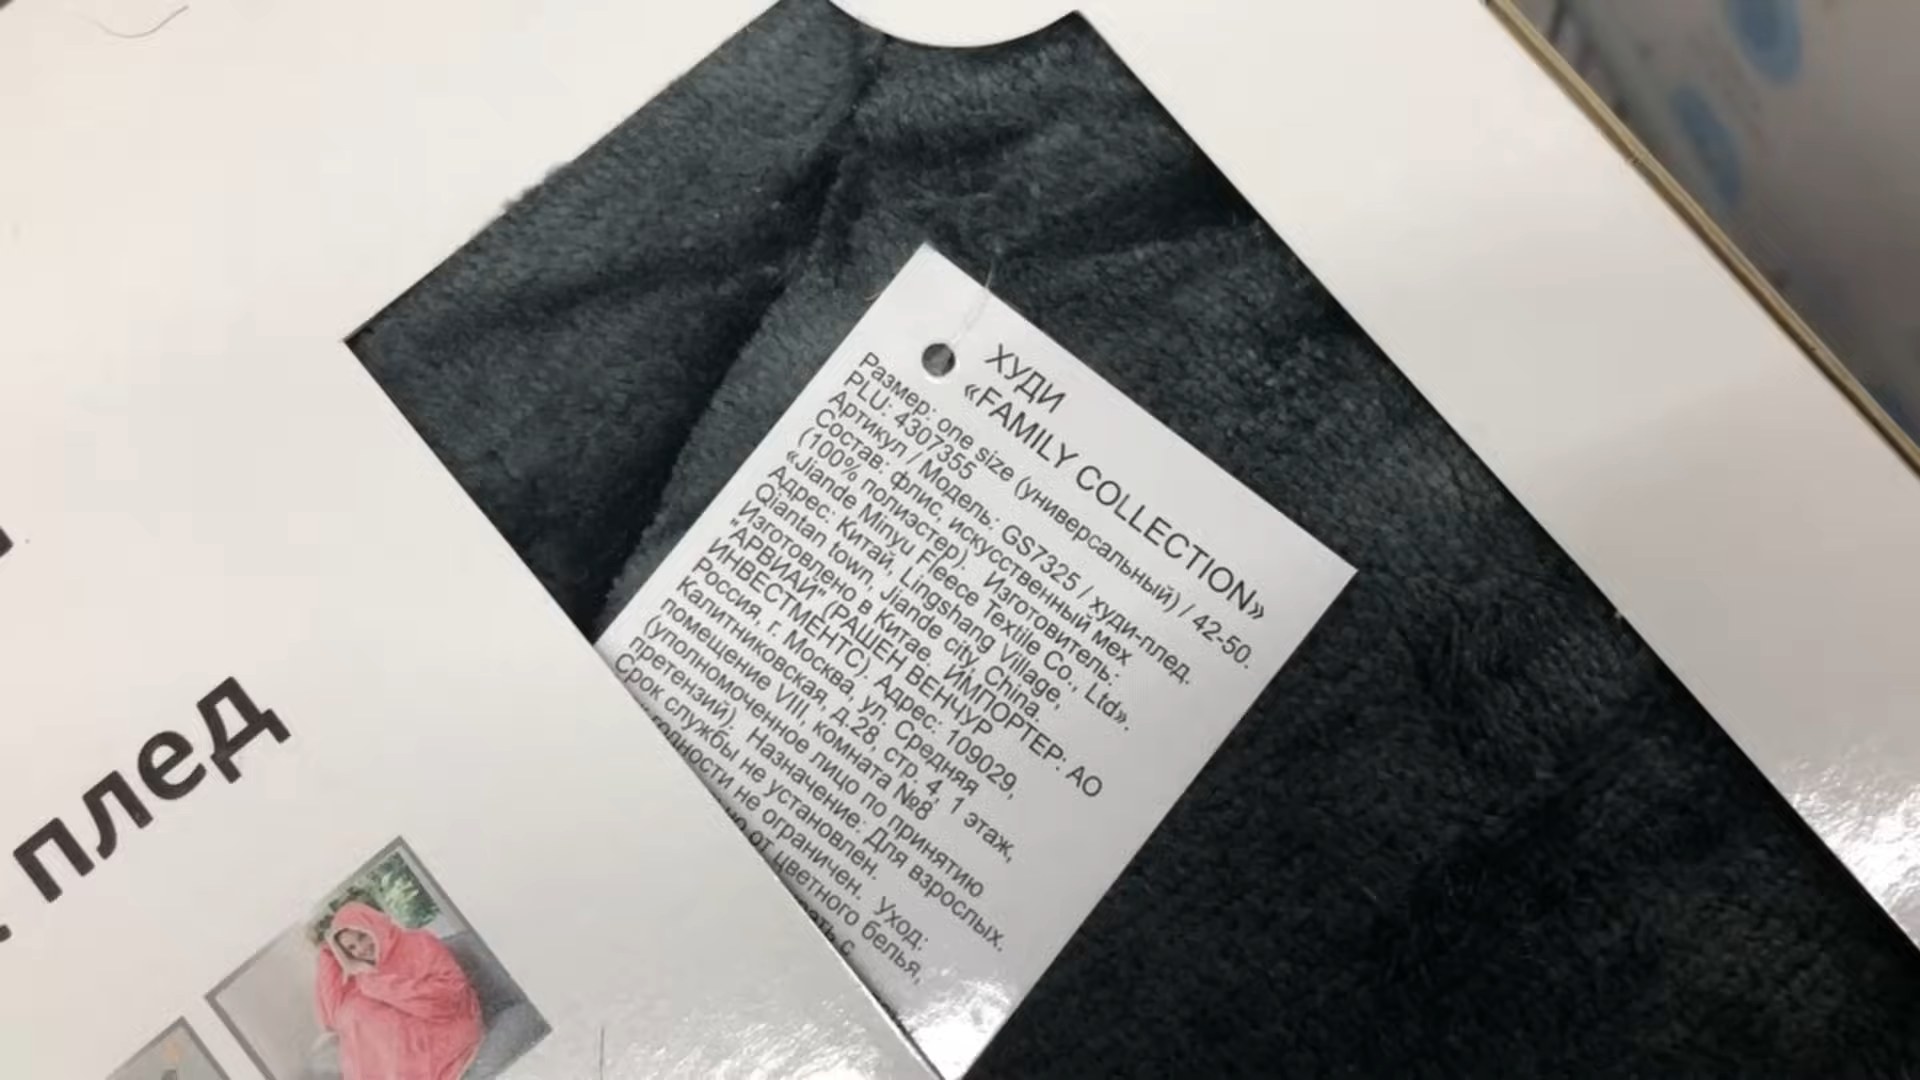 ХУДИ
«FAMILY COLLECTION»
Размер: one size (универсальный) / 42-50.
PLU: 4307355
Артикул / Модель: GS7325 / худи-плед.
Состав: флис, искусственный мех
(100% полиэстер). Изготовитель:
«Jiande Minyu Fleece Textile Co., Ltd».
Адрес: Китай, Lingshang Village,
Qiantan town, Jiande city, China.
Изготовлено в Китае. ИМПОРТЕР: АО
"АРВИАЙ" (РАШЕН ВЕНЧУР
ИНВЕСТМЕНТС). Адрес: 109029,
Россия, г. Москва, ул. Средняя
Калитниковская, д.28, стр. 4, 1 этаж,
помещение VIII, комната №8
(уполномоченное лицо по принятию
претензий). Назначение: Для взрослых.
Срок службы не установлен.
годности не ограничен. Уход:
от цветного белья,
с
плед